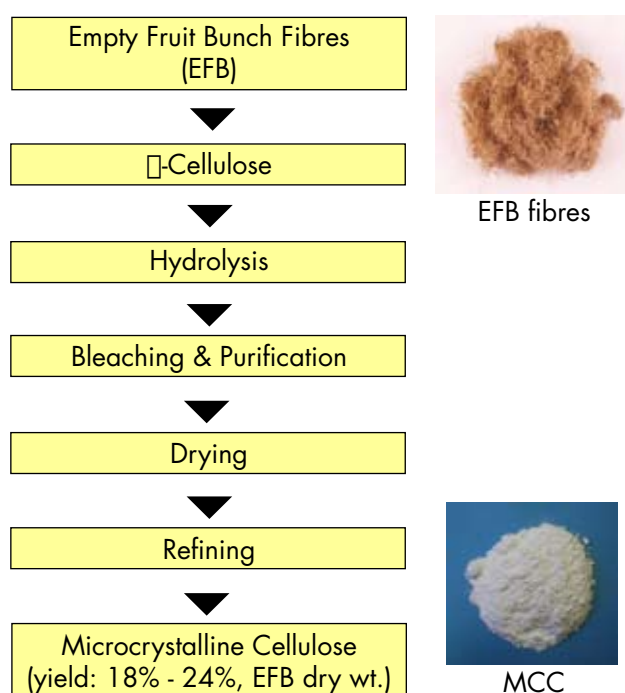 Empty Fruit Bunch Fibres
(EFB)
▯-Cellulose
EFB fibres
Hydrolysis
Bleaching & Purification
Drying
Refining
Microcrystalline Cellulose
(yield: 18% - 24%, EFB dry wt.)
MCC